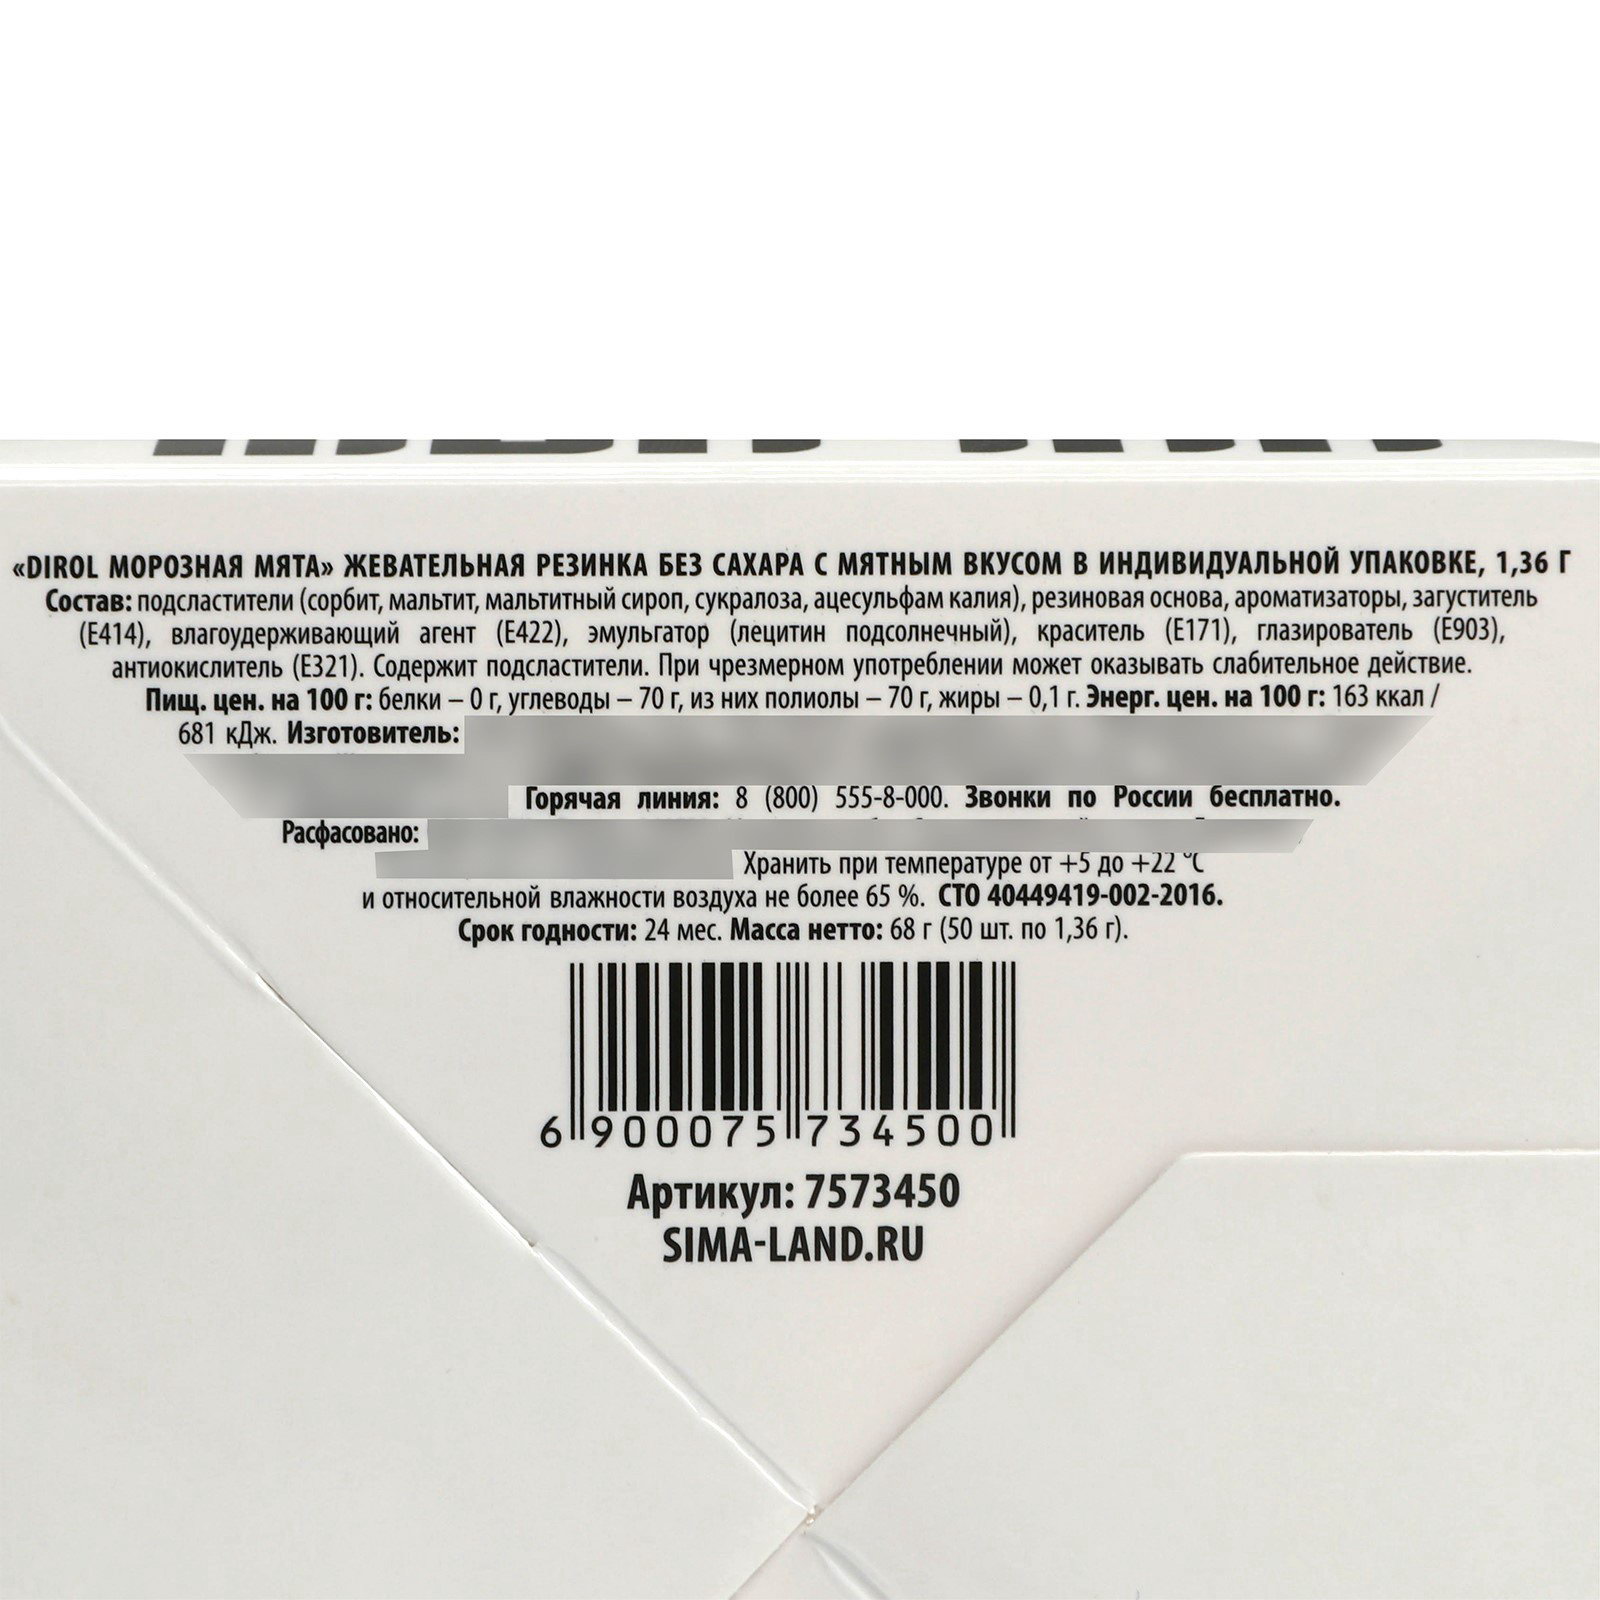 «DIROL МОРОЗНАЯ МЯТА» ЖЕВАТЕЛЬНАЯ РЕЗИНКА БЕЗ САХАРА С МЯТНЫМ ВКУСОМ В ИНДИВИДУАЛЬНОЙ УПАКОВКЕ, 1,36 Г
Состав: подсластители (сорбит, мальтит, мальтитный сироп, сукралоза, ацесульфам калия), резиновая основа, ароматизаторы, загуститель
(Е414), влагоудерживающий агент (Е422), эмульгатор (лецитин подсолнечный), краситель (Е171), глазирователь (Е903),
антиокислитель (Е321). Содержит подсластители. При чрезмерном употреблении может оказывать слабительное действие.
Пищ. цен. на 100 г: белки – 0 г, углеводы – 70 г, из них полиолы – 70 г, жиры – 0,1 г. Энерг. цен. на 100 г: 163 ккал /
681 кДж. Изготовитель:
Горячая линия: 8 (800) 555-8-000. Звонки по России бесплатно.
Расфасовано:
Хранить при температуре от +5 до +22 °С
и относительной влажности воздуха не более 65 %. СТО 40449419-002-2016.
Срок годности: 24 мес. Масса нетто: 68 г (50 шт. по 1,36 г).
6 900075 734500
Артикул: 7573450
SIMA-LAND.RU